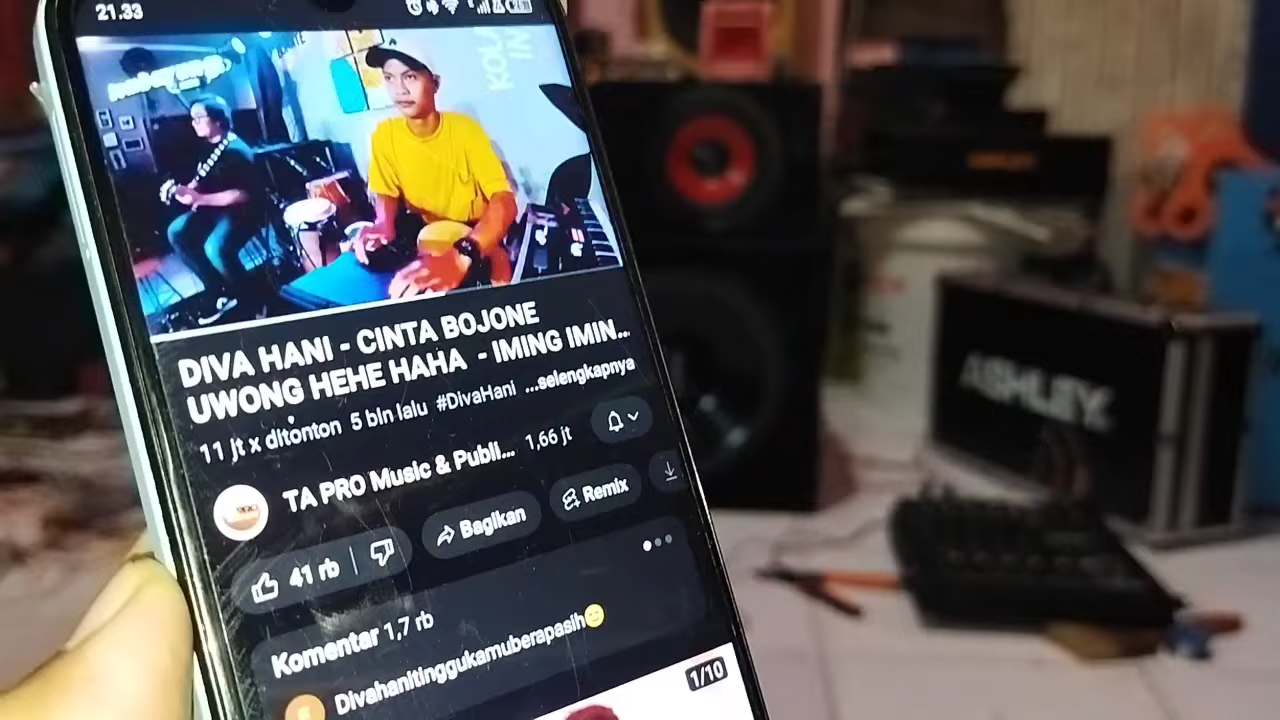 21.33
DIVA HANI - CINTA BOJONE
UWONG HEHE HAHA - IMING IMIN...
11 jt x ditonton 5 bln lalu #DivaHani ...selengkapnya
TA PRO Music & Publi... 1,66 jt
41 rb
Bagikan
Remix
Komentar 1,7 rb
Divahanitinggukamuberapasih😊
1/10
ASHLEY